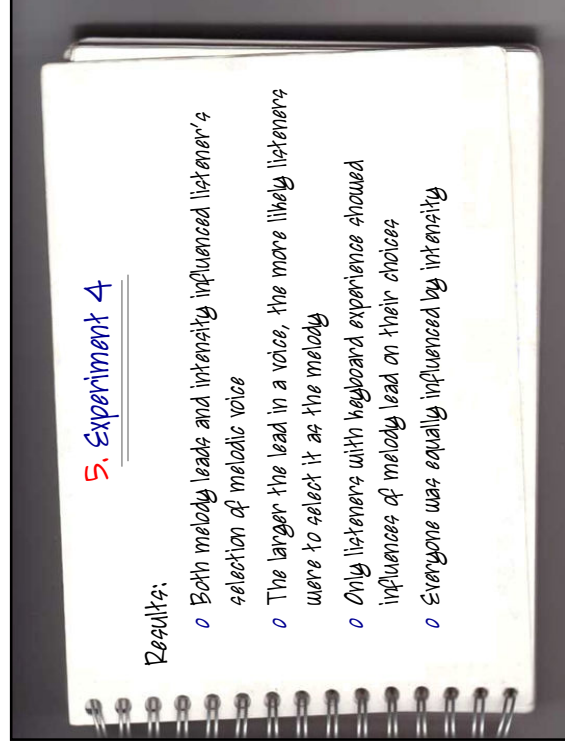 5. Experiment 4
Results:
o Both melody leads and intensity influenced listener's
selection of melodic voice
o The larger the lead in a voice, the more likely listeners
were to select it as the melody
o Only listeners with keyboard experience showed
influences of melody lead on their choices
o Everyone was equally influenced by intensity